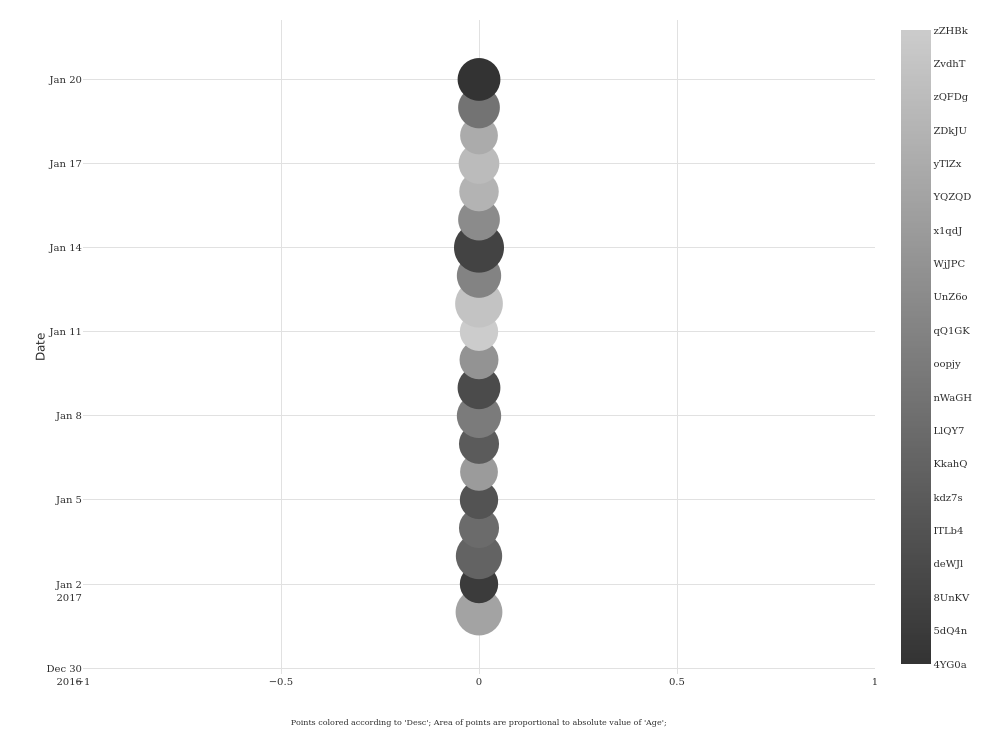 Jan 20
Jan 17
Jan 14
Jan 11
Jan 8
Jan 5
Jan 2
2017
Dec 30
2016
Date
−1
−0.5
0
0.5
1
zZHBk
ZvdhT
zQFDg
ZDkJU
yTlZx
YQZQD
x1qdJ
WjJPC
UnZ6o
qQ1GK
oopjy
nWaGH
LlQY7
KkahQ
kdz7s
ITLb4
deWJl
8UnKV
5dQ4n
4YG0a
Points colored according to 'Desc'; Area of points are proportional to absolute value of 'Age';